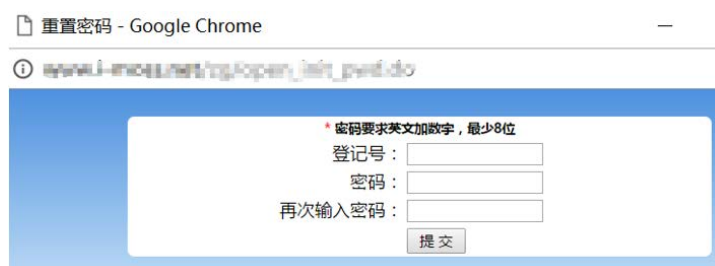 重置密码 - Google Chrome
* 密码要求英文加数字，最少8位
登记号：
密码：
再次输入密码：
提交